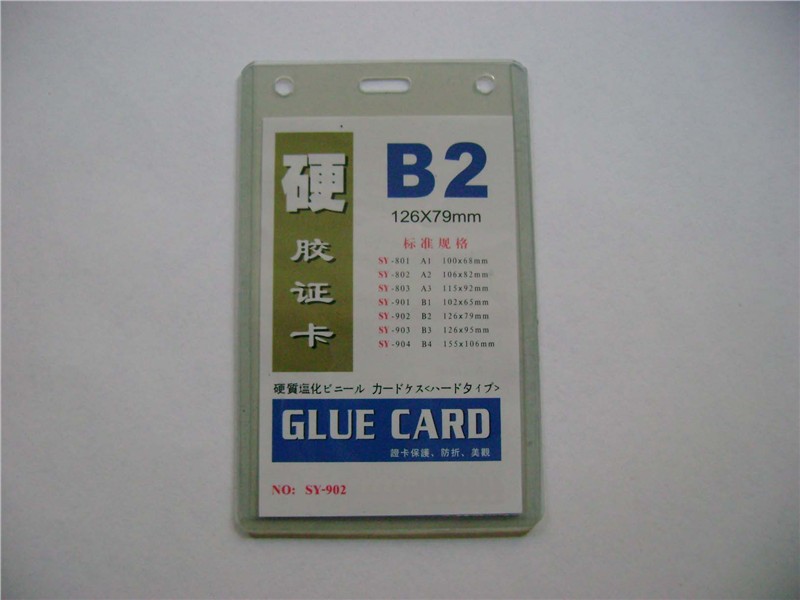 硬
胶
证
卡
B2
126X79mm
标准规格
SY-801 A1 100x68mm
SY-802 A2 106x82mm
SY-803 A3 115x92mm
SY-901 B1 102x65mm
SY-902 B2 126x79mm
SY-903 B3 126x95mm
SY-904 B4 155x106mm
硬質塩化ビニール カードケス<ハードタイプ>
GLUE CARD
證卡保護、防折、美觀
NO: SY-902